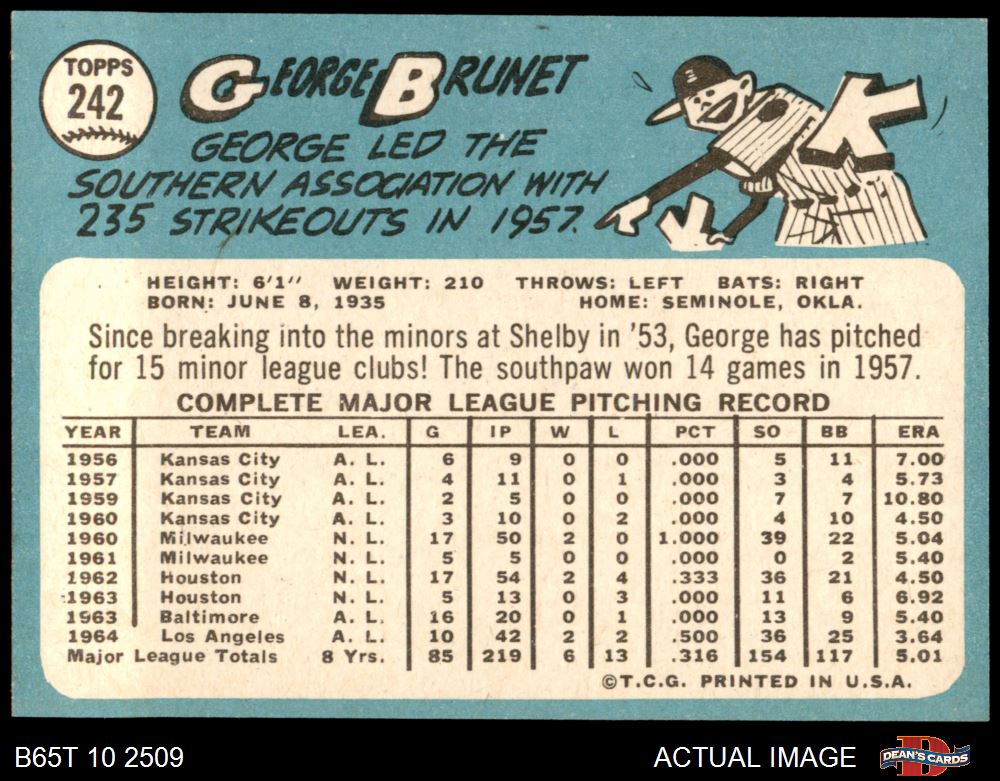 TOPPS
242
GEORGE BRUNET
GEORGE LED THE
SOUTHERN ASSOCIATION WITH
235 STRIKEOUTS IN 1957.
K
K
HEIGHT: 6'1" WEIGHT: 210 THROWS: LEFT BATS: RIGHT
BORN: JUNE 8, 1935 HOME: SEMINOLE, OKLA.
Since breaking into the minors at Shelby in '53, George has pitched
for 15 minor league clubs! The southpaw won 14 games in 1957.
COMPLETE MAJOR LEAGUE PITCHING RECORD
YEAR TEAM LEA. G IP W L PCT SO BB ERA
1956 Kansas City A. L. 6 9 0 0 .000 5 11 7.00
1957 Kansas City A. L. 4 11 0 1 .000 3 4 5.73
1959 Kansas City A. L. 2 5 0 0 .000 7 7 10.80
1960 Kansas City A. L. 3 10 0 2 .000 4 10 4.50
1960 Milwaukee N. L. 17 50 2 0 1.000 39 22 5.04
1961 Milwaukee N. L. 5 5 0 0 .000 0 2 5.40
1962 Houston N. L. 17 54 2 4 .333 36 21 4.50
1963 Houston N. L. 5 13 0 3 .000 11 6 6.92
1963 Baltimore A. L. 16 20 0 1 .000 13 9 5.40
1964 Los Angeles A. L. 10 42 2 2 .500 36 25 3.64
Major League Totals 8 Yrs. 85 219 6 13 .316 154 117 5.01
©T.C.G. PRINTED IN U.S.A.
B65T 10 2509 ACTUAL IMAGE DEAN'S CARDS